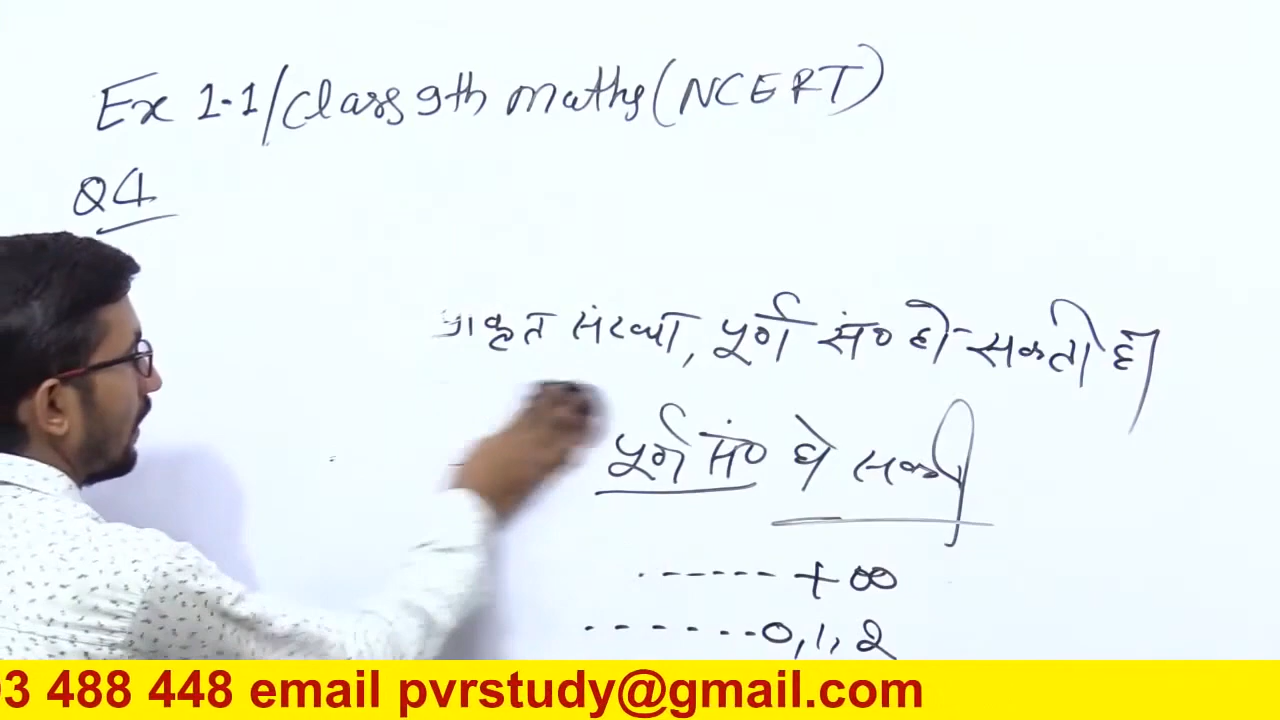 Ex 1.1/Class 9th maths (NCERT)
Q4
संख्या, पूर्ण सं० हो सकती है
पूर्ण सं० हो सकती
------- +∞
-------0, 1, 2
93 488 448 email pvrstudy@gmail.com